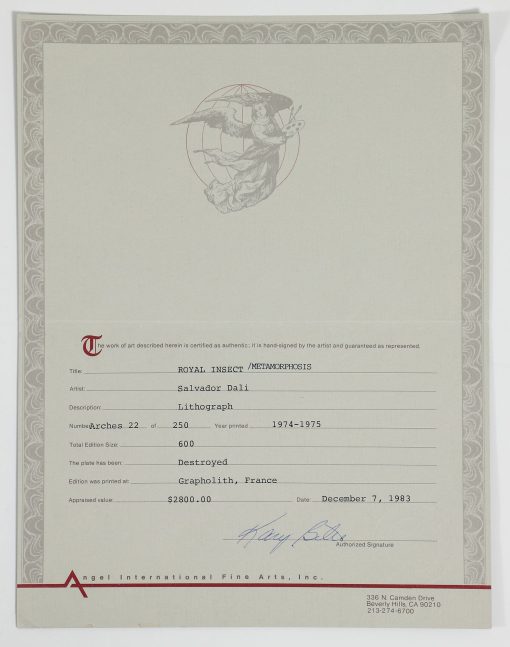 The work of art described herein is certified as authentic; it is hand-signed by the artist and guaranteed as represented.
Title: ROYAL INSECT /METAMORPHOSIS
Artist: Salvador Dali
Description: Lithograph
Number Arches 22 of 250 Year printed 1974-1975
Total Edition Size: 600
The plate has been: Destroyed
Edition was printed at: Grapholith, France
Appraised value: $2800.00 Date: December 7, 1983
Authorized Signature
Angel International Fine Arts, Inc.
336 N. Camden Drive
Beverly Hills, CA 90210
213-274-6700